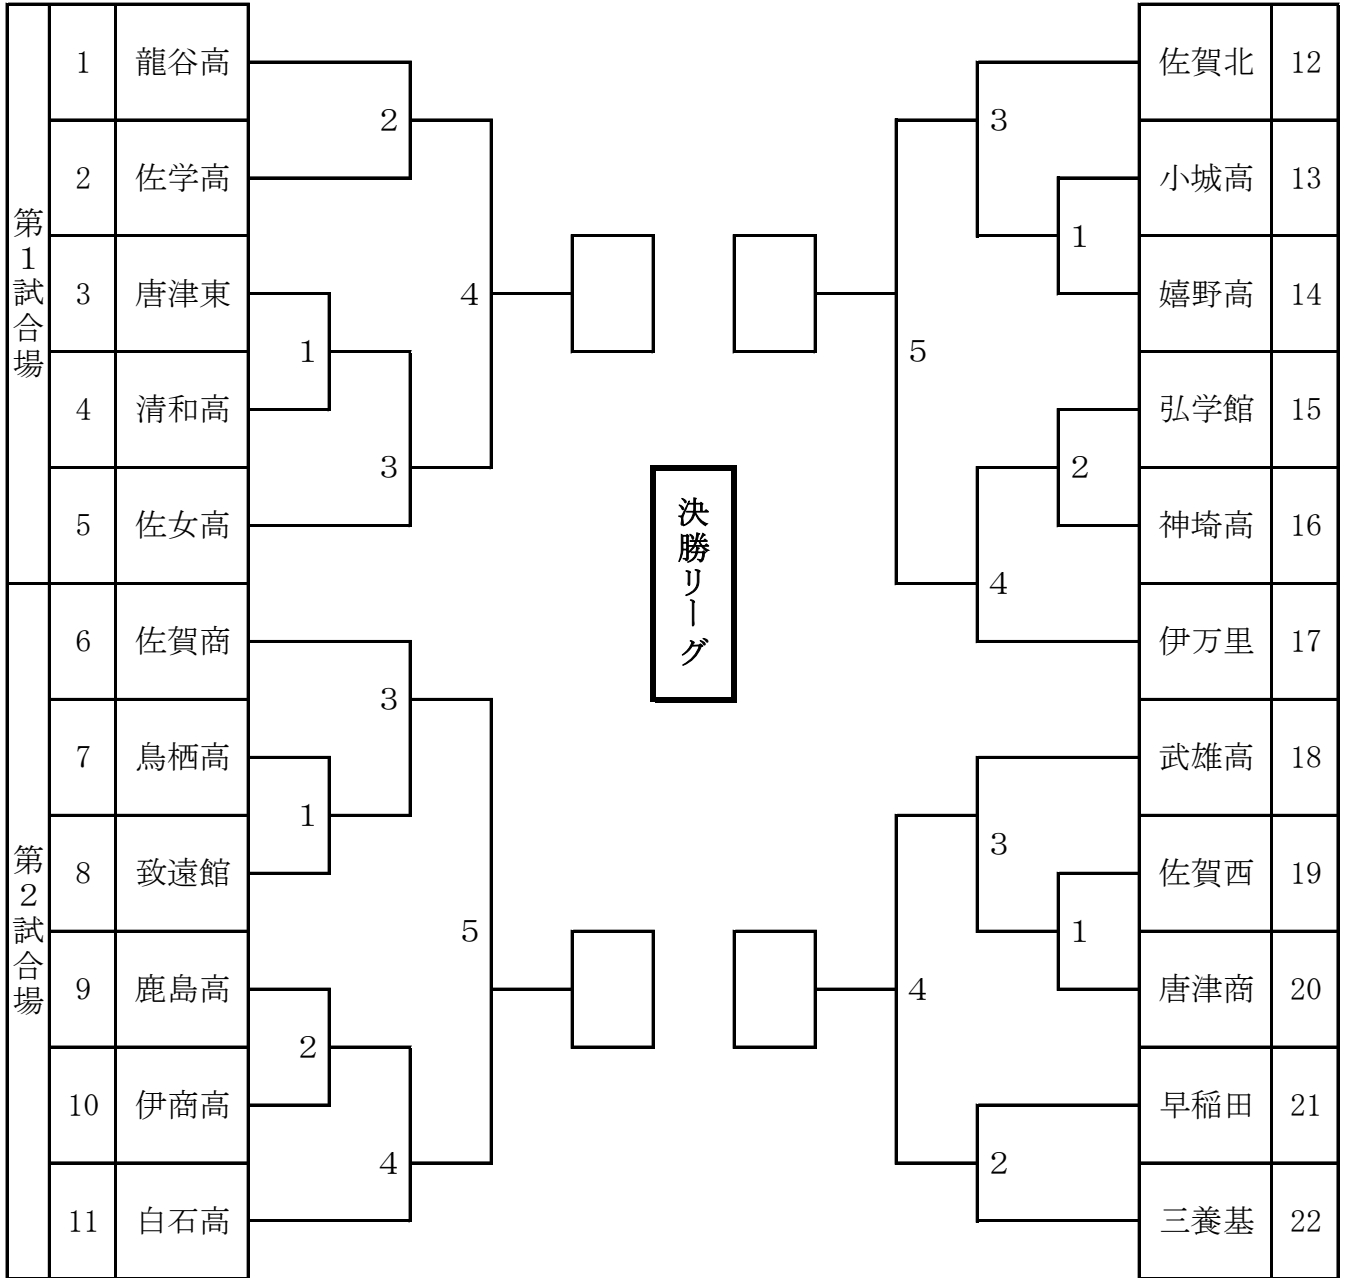 第1試合場
1 龍谷高
2 佐学高
3 唐津東
4 清和高
5 佐女高
第2試合場
6 佐賀商
7 鳥栖高
8 致遠館
9 鹿島高
10 伊商高
11 白石高
2
1
3
4
3
1
2
4
5
決勝リーグ
3
1
5
2
4
3
1
4
2
佐賀北 12
小城高 13
嬉野高 14
弘学館 15
神埼高 16
伊万里 17
武雄高 18
佐賀西 19
唐津商 20
早稲田 21
三養基 22